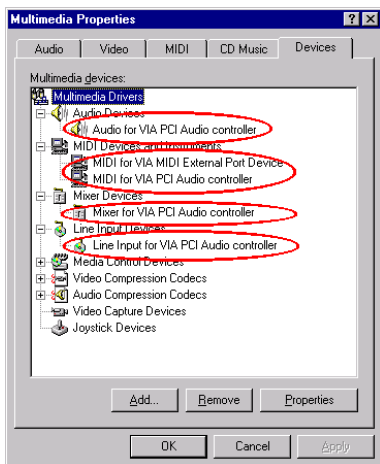 Multimedia Properties
Audio Video MIDI CD Music Devices
Multimedia devices:
Multimedia Drivers
Audio Devices
Audio for VIA PCI Audio controller
MIDI Devices and Instruments
MIDI for VIA MIDI External Port Device
MIDI for VIA PCI Audio controller
Mixer Devices
Mixer for VIA PCI Audio controller
Line Input Devices
Line Input for VIA PCI Audio controller
Media Control Devices
Video Compression Codecs
Audio Compression Codecs
Video Capture Devices
Joystick Devices
Add... Remove Properties
OK Cancel Apply